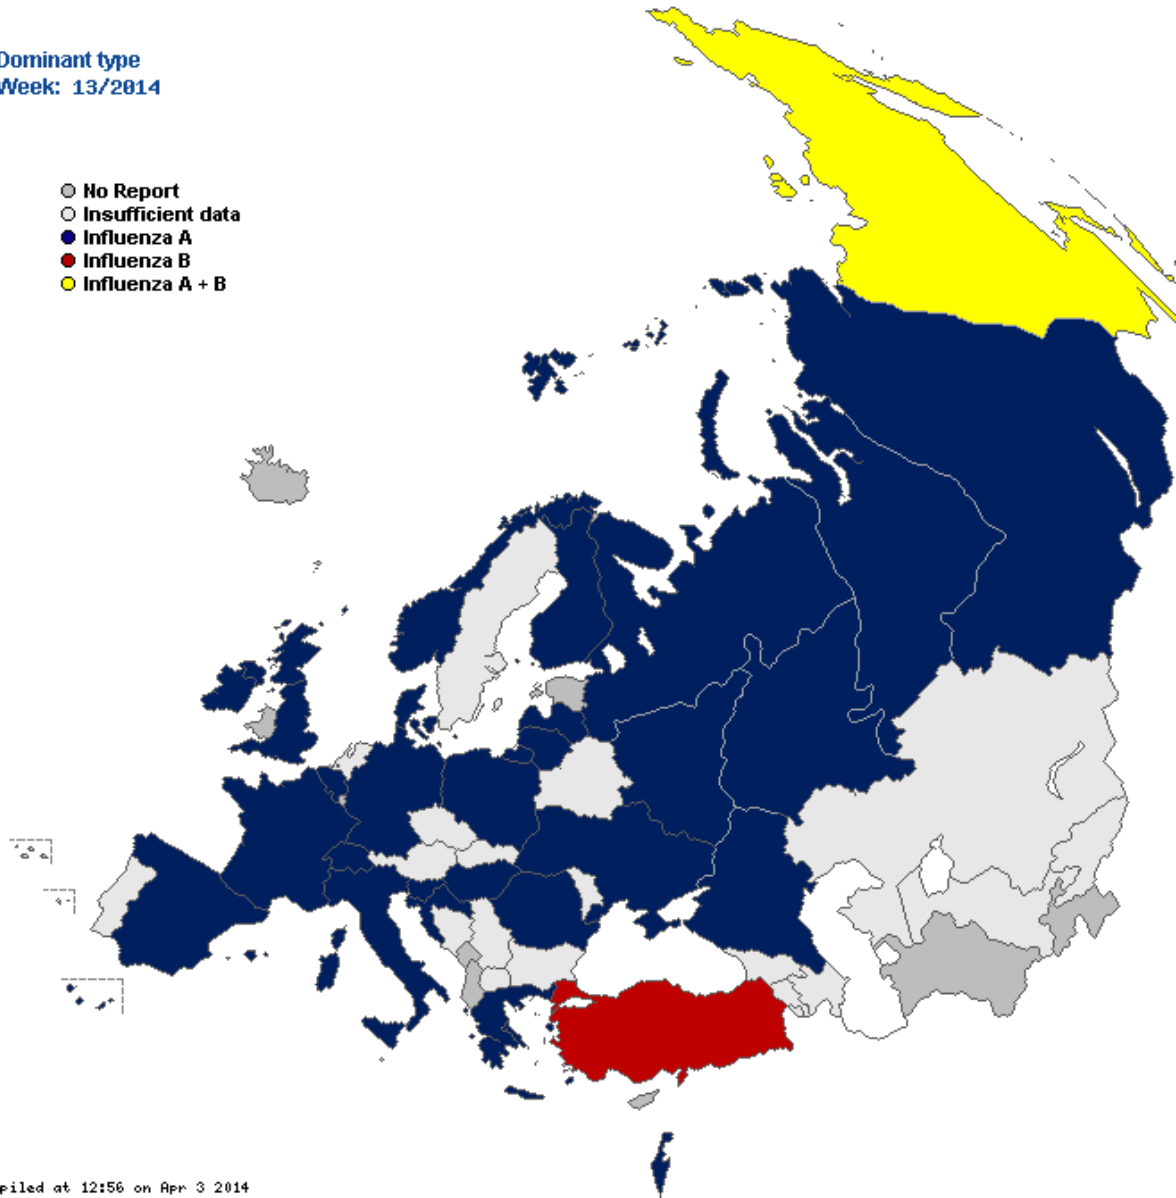 Dominant type
Week: 13/2014
No Report
Insufficient data
Influenza A
Influenza B
Influenza A + B
piled at 12:56 on Apr 3 2014